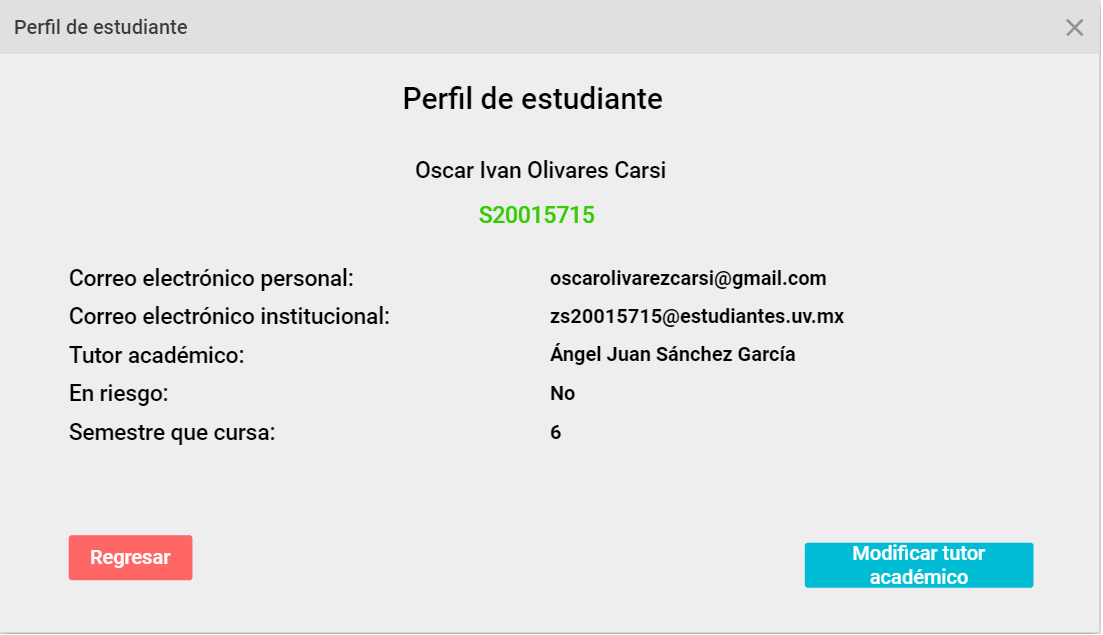 Perfil de estudiante
Perfil de estudiante
Oscar Ivan Olivares Carsi
S20015715
Correo electrónico personal: oscarolivarezcarsi@gmail.com
Correo electrónico institucional: zs20015715@estudiantes.uv.mx
Tutor académico: Ángel Juan Sánchez García
En riesgo: No
Semestre que cursa: 6
Regresar
Modificar tutor
académico